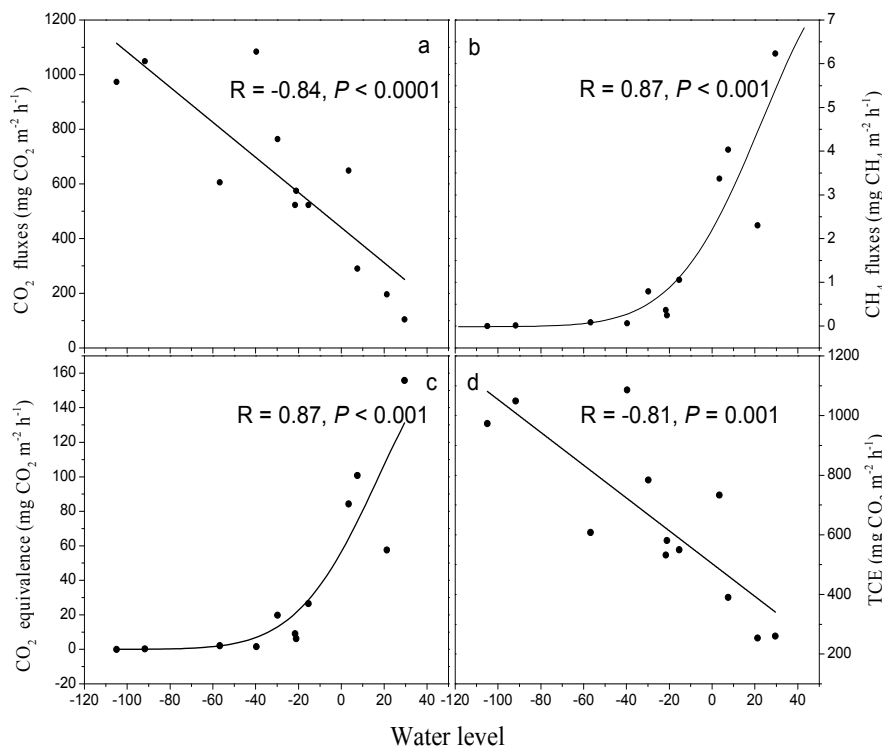 a
R = -0.84, P < 0.0001
1200
1000
800
600
400
200
0
CO₂ fluxes (mg CO₂ m⁻² h⁻¹)
b
R = 0.87, P < 0.001
7
6
5
4
3
2
1
0
CH₄ fluxes (mg CH₄ m⁻² h⁻¹)
c
R = 0.87, P < 0.001
160
140
120
100
80
60
40
20
0
-20
CO₂ equivalence (mg CO₂ m⁻² h⁻¹)
-120 -100 -80 -60 -40 -20 0 20 40
d
R = -0.81, P = 0.001
1200
1000
800
600
400
200
TCE (mg CO₂ m⁻² h⁻¹)
-120 -100 -80 -60 -40 -20 0 20 40
Water level